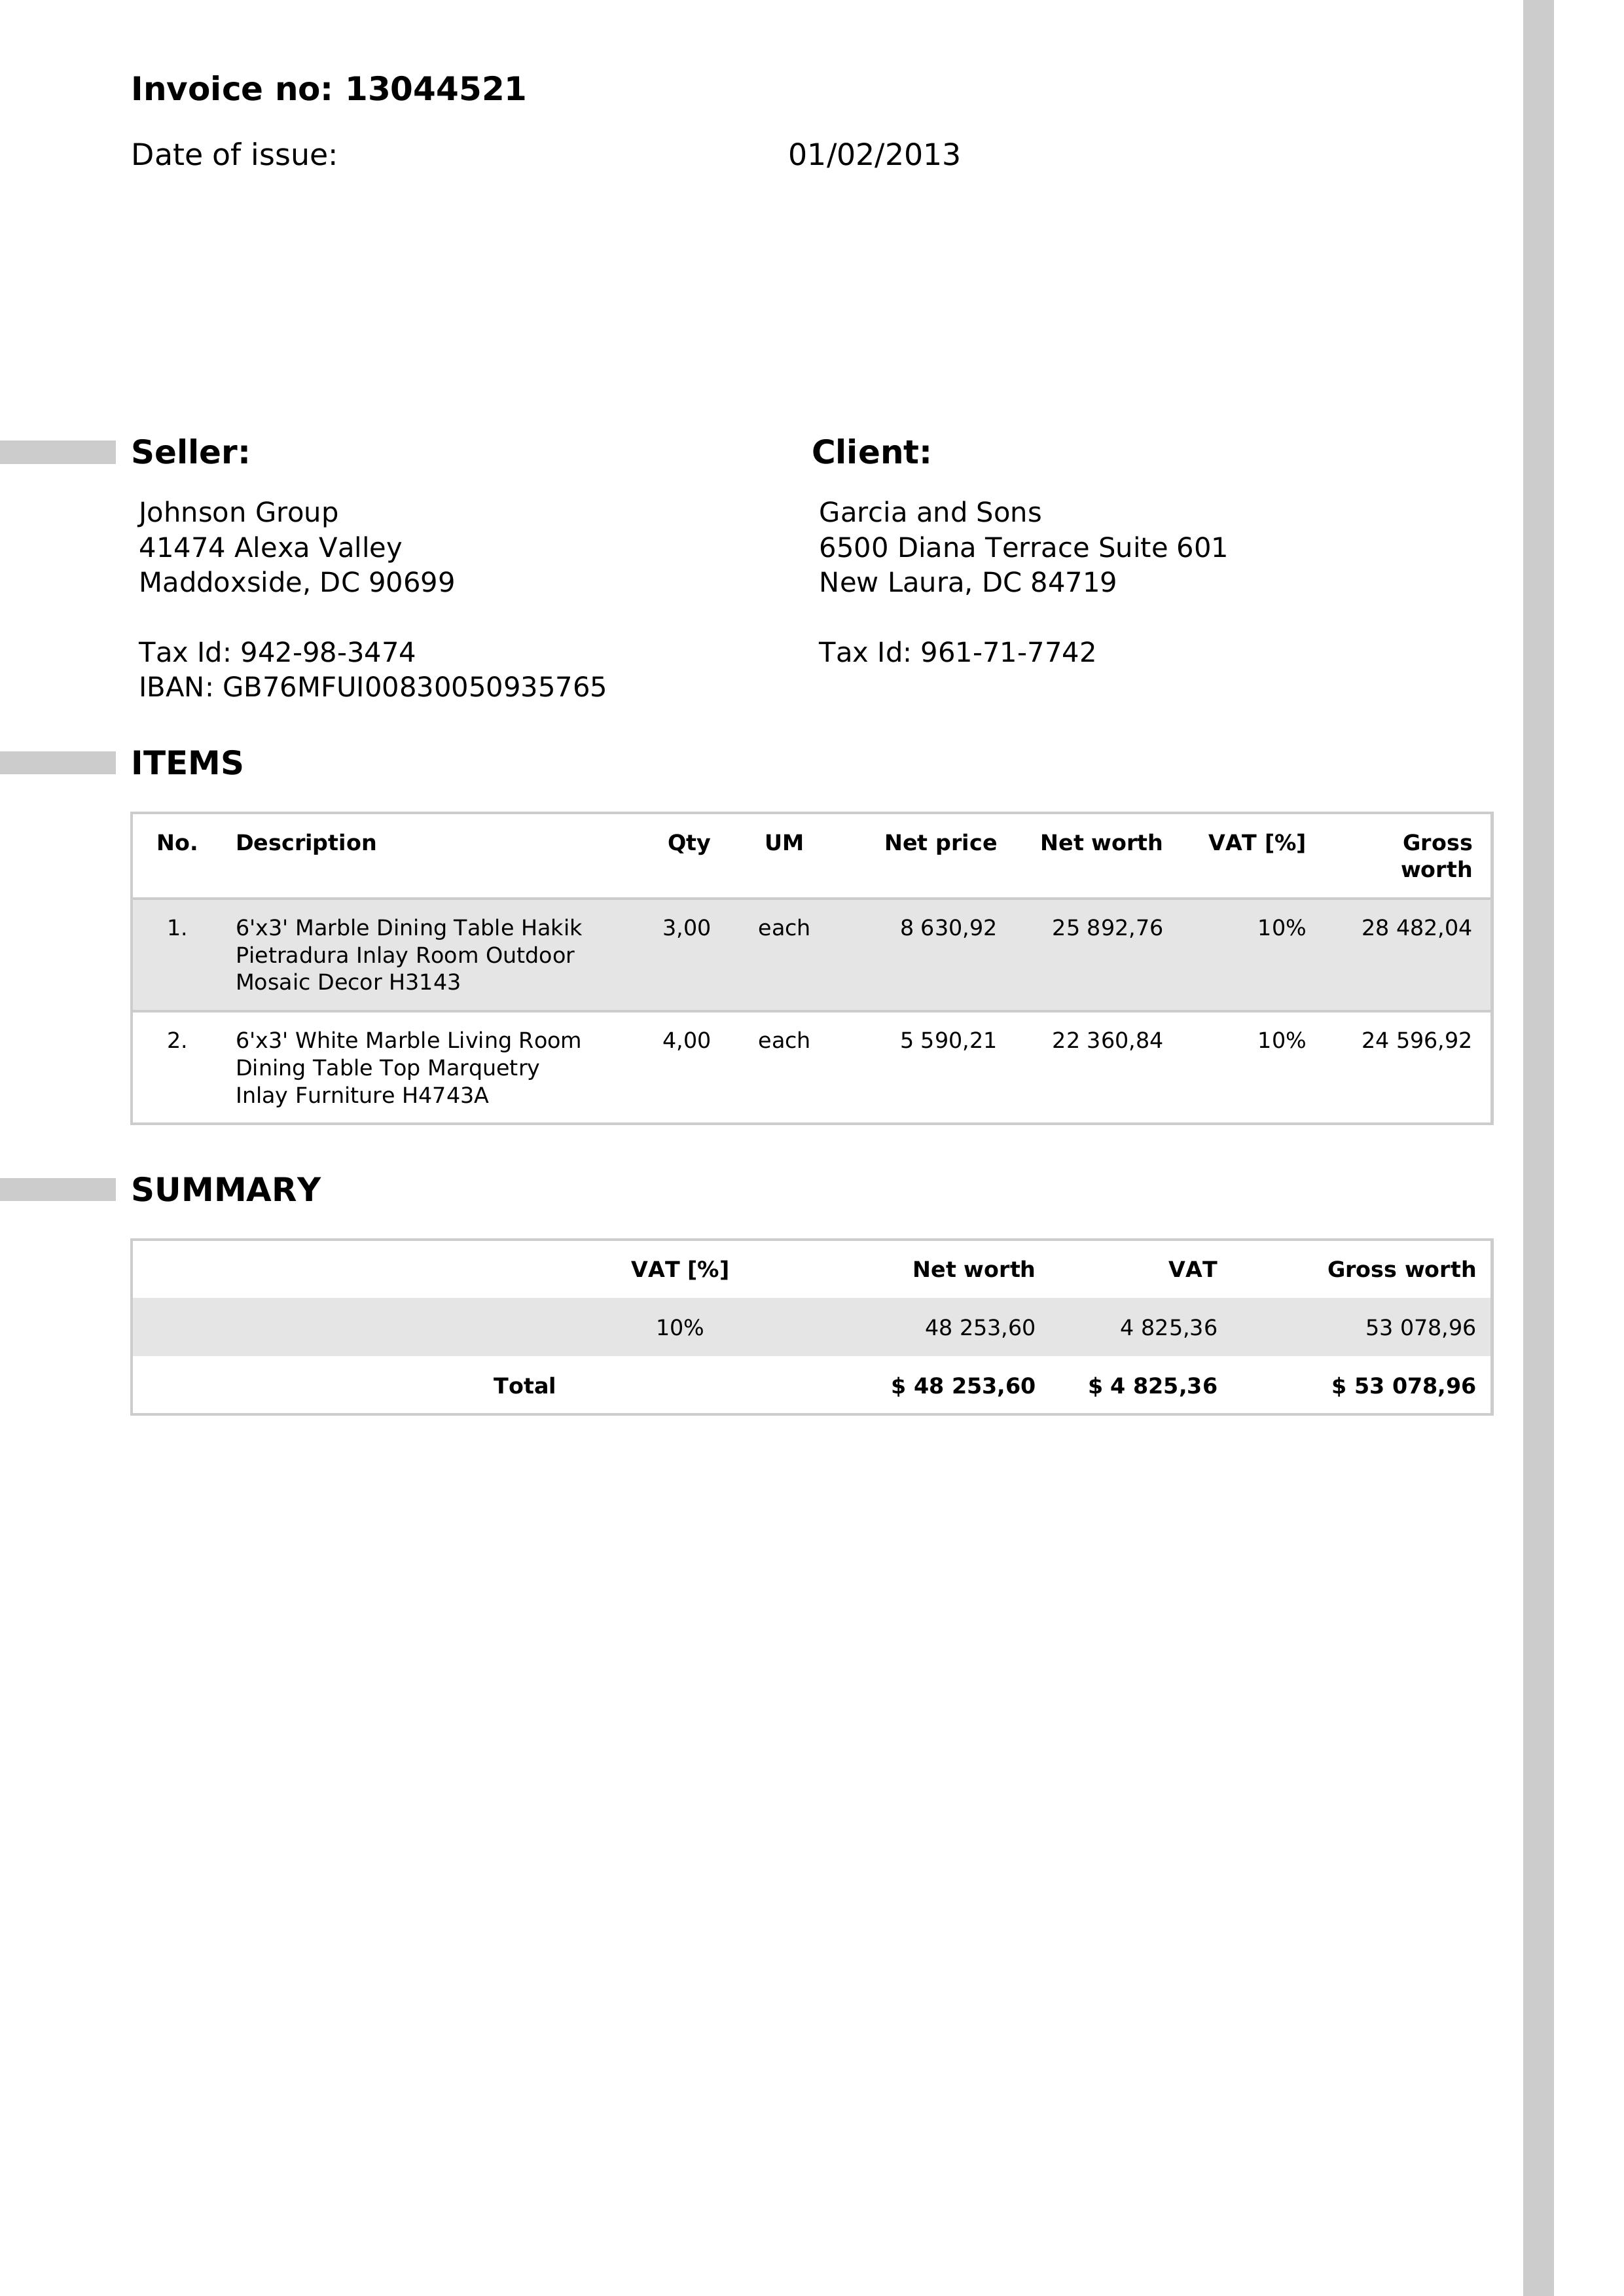 Invoice no: 13044521
Date of issue: 01/02/2013
Seller:
Johnson Group
41474 Alexa Valley
Maddoxside, DC 90699
Tax Id: 942-98-3474
IBAN: GB76MFUI00830050935765
Client:
Garcia and Sons
6500 Diana Terrace Suite 601
New Laura, DC 84719
Tax Id: 961-71-7742
ITEMS
No. Description Qty UM Net price Net worth VAT [%] Gross
worth
1. 6'x3' Marble Dining Table Hakik 3,00 each 8 630,92 25 892,76 10% 28 482,04
Pietradura Inlay Room Outdoor
Mosaic Decor H3143
2. 6'x3' White Marble Living Room 4,00 each 5 590,21 22 360,84 10% 24 596,92
Dining Table Top Marquetry
Inlay Furniture H4743A
SUMMARY
VAT [%] Net worth VAT Gross worth
10% 48 253,60 4 825,36 53 078,96
Total $ 48 253,60 $ 4 825,36 $ 53 078,96